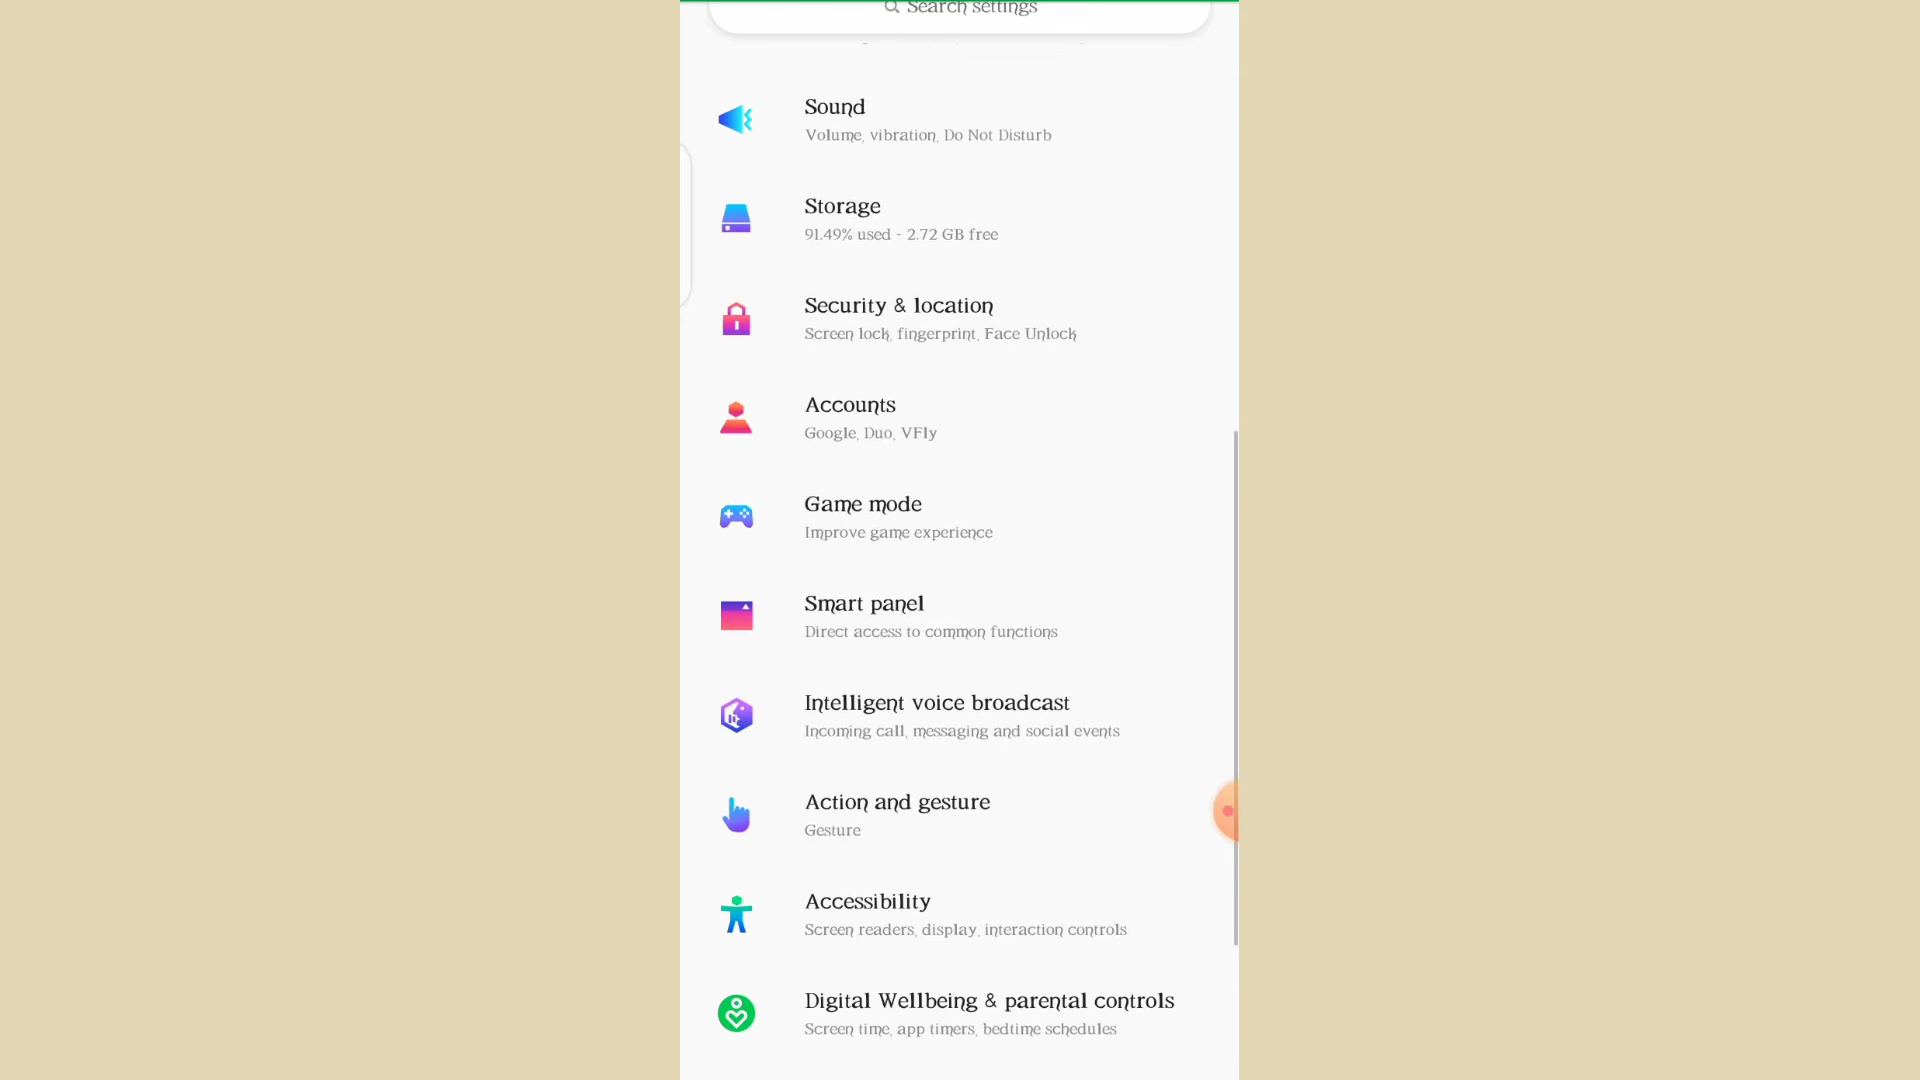 Search settings
Sound
Volume, vibration, Do Not Disturb
Storage
91.49% used - 2.72 GB free
Security & location
Screen lock, fingerprint, Face Unlock
Accounts
Google, Duo, VFly
Game mode
Improve game experience
Smart panel
Direct access to common functions
Intelligent voice broadcast
Incoming call, messaging and social events
Action and gesture
Gesture
Accessibility
Screen readers, display, interaction controls
Digital Wellbeing & parental controls
Screen time, app timers, bedtime schedules